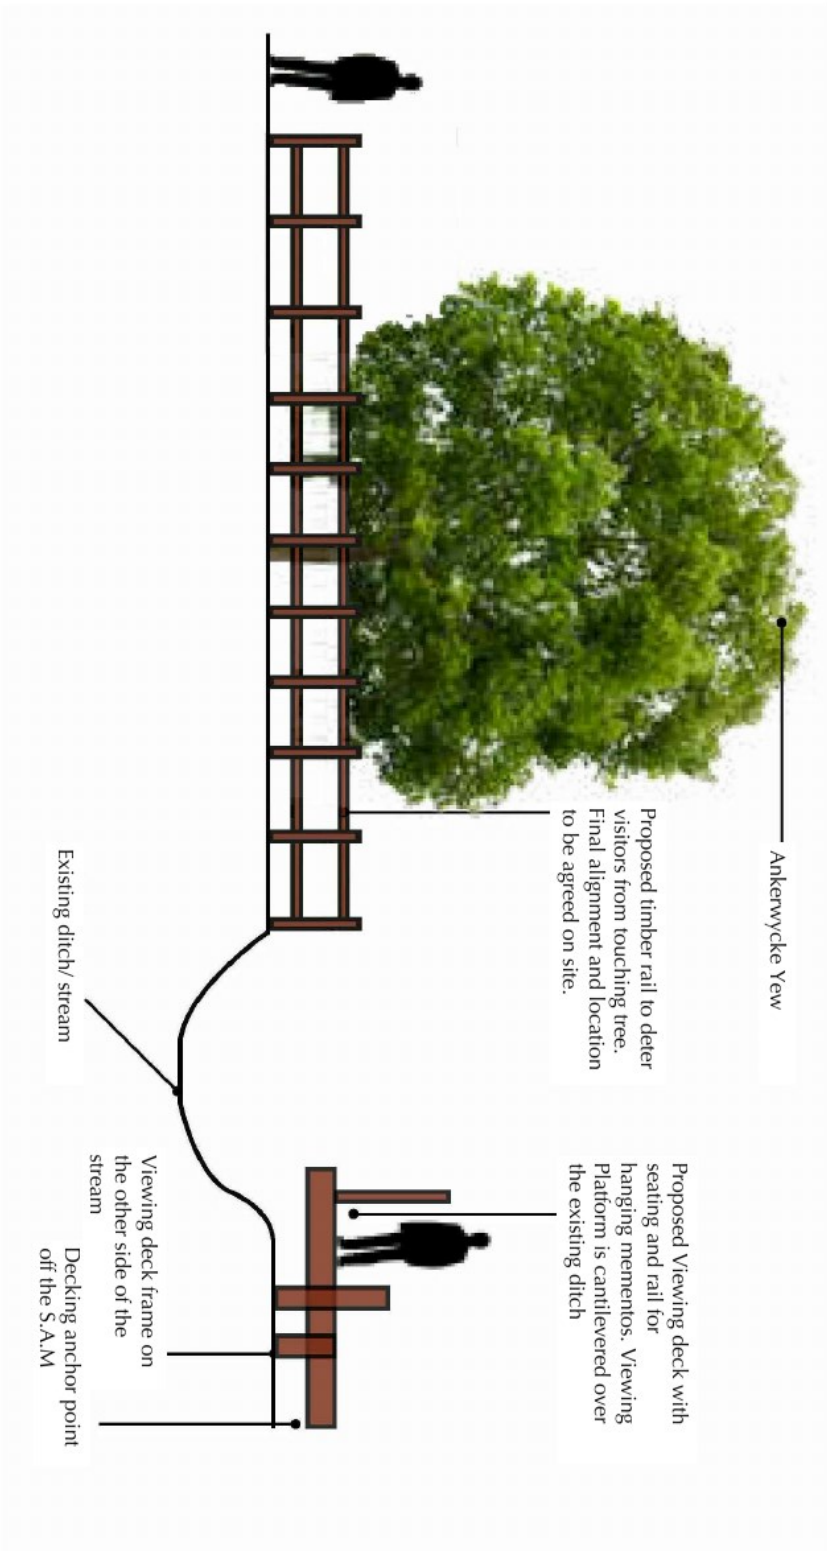 Ankerwycke Yew
Proposed timber rail to deter
visitors from touching tree.
Final alignment and location
to be agreed on site.
Proposed Viewing deck with
seating and rail for
hanging mementos. Viewing
Platform is cantilevered over
the existing ditch
Existing ditch/ stream
Viewing deck frame on
the other side of the
stream
Decking anchor point
off the S.A.M